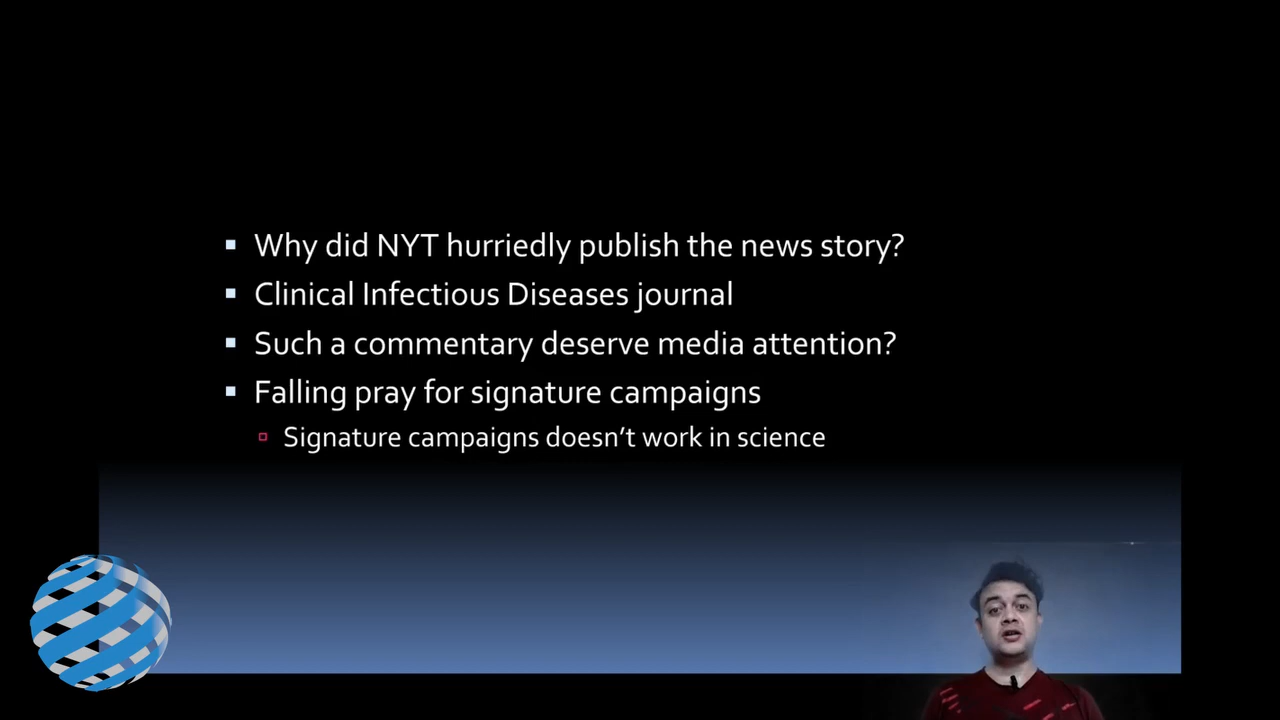 Why did NYT hurriedly publish the news story?
Clinical Infectious Diseases journal
Such a commentary deserve media attention?
Falling pray for signature campaigns
Signature campaigns doesn't work in science